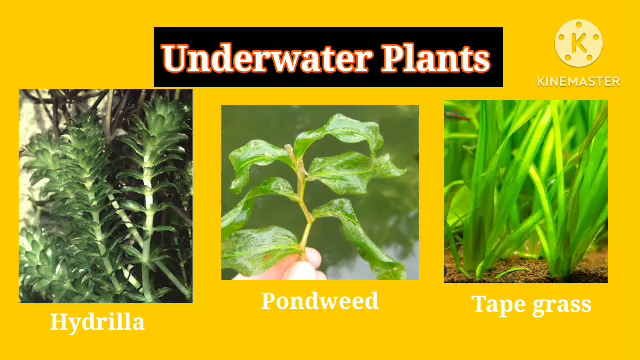 Underwater Plants
K
KINEMASTER
Hydrilla
Pondweed
Tape grass